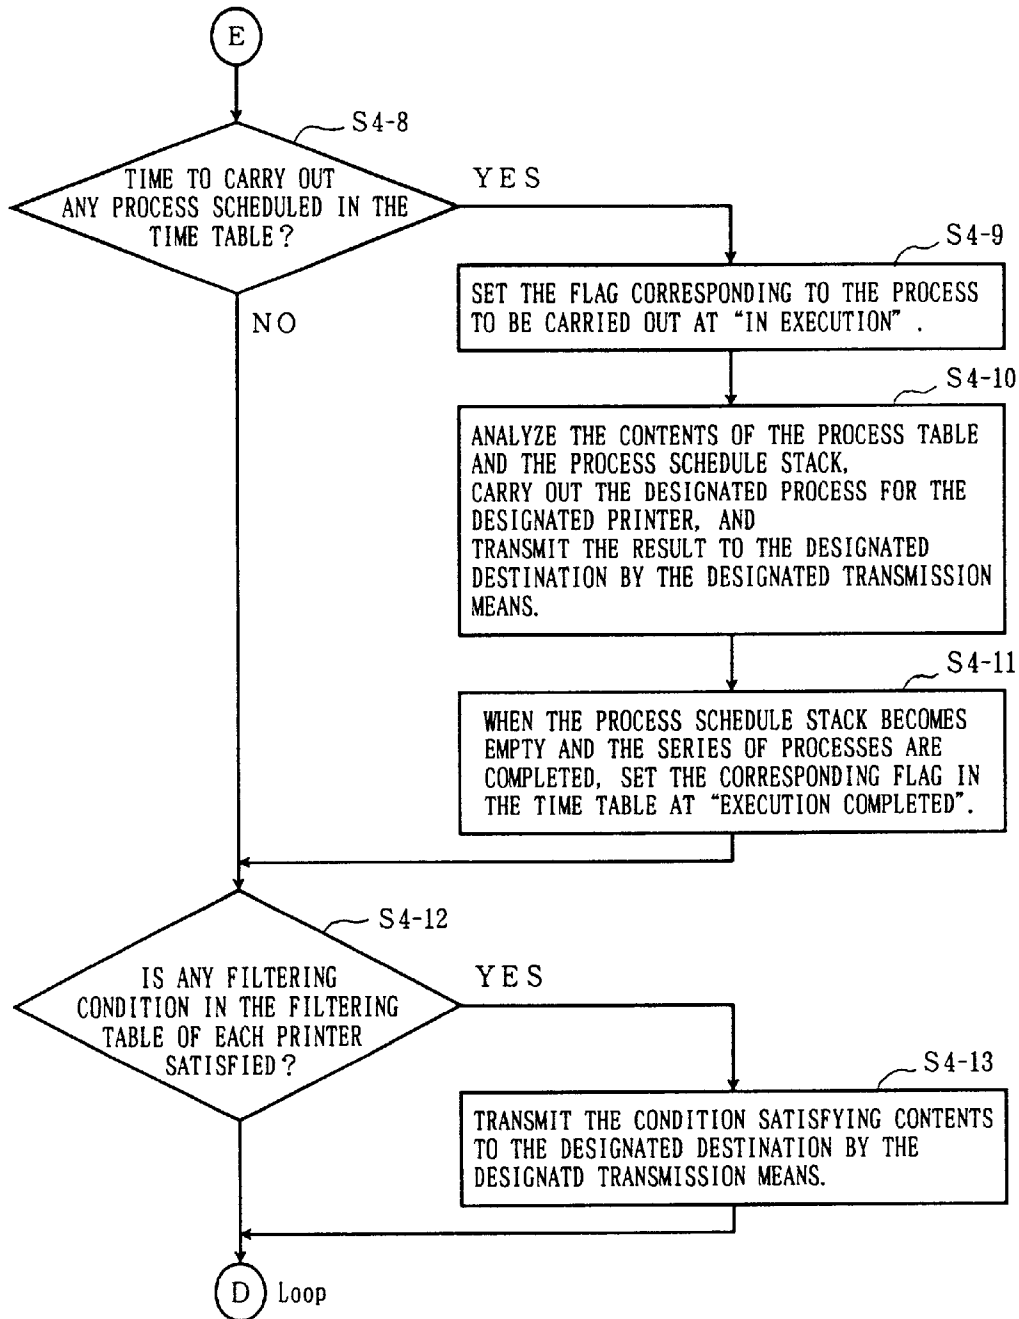 E
S4-8
TIME TO CARRY OUT
ANY PROCESS SCHEDULED IN THE
TIME TABLE?
YES
NO
S4-9
SET THE FLAG CORRESPONDING TO THE PROCESS
TO BE CARRIED OUT AT “IN EXECUTION” .
S4-10
ANALYZE THE CONTENTS OF THE PROCESS TABLE
AND THE PROCESS SCHEDULE STACK,
CARRY OUT THE DESIGNATED PROCESS FOR THE
DESIGNATED PRINTER, AND
TRANSMIT THE RESULT TO THE DESIGNATED
DESTINATION BY THE DESIGNATED TRANSMISSION
MEANS.
S4-11
WHEN THE PROCESS SCHEDULE STACK BECOMES
EMPTY AND THE SERIES OF PROCESSES ARE
COMPLETED, SET THE CORRESPONDING FLAG IN
THE TIME TABLE AT “EXECUTION COMPLETED”.
S4-12
IS ANY FILTERING
CONDITION IN THE FILTERING
TABLE OF EACH PRINTER
SATISFIED?
YES
S4-13
TRANSMIT THE CONDITION SATISFYING CONTENTS
TO THE DESIGNATED DESTINATION BY THE
DESIGNATD TRANSMISSION MEANS.
D Loop